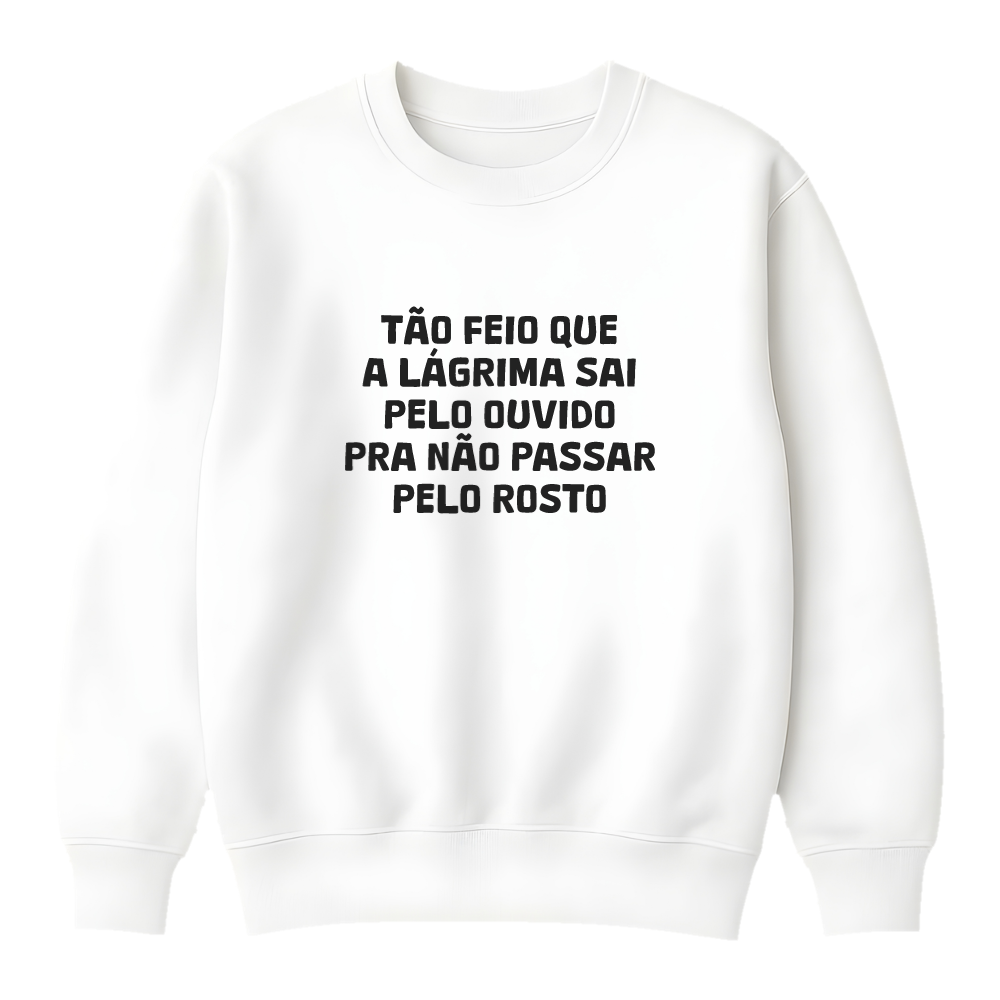 TÃO FEIO QUE
A LÁGRIMA SAI
PELO OUVIDO
PRA NÃO PASSAR
PELO ROSTO